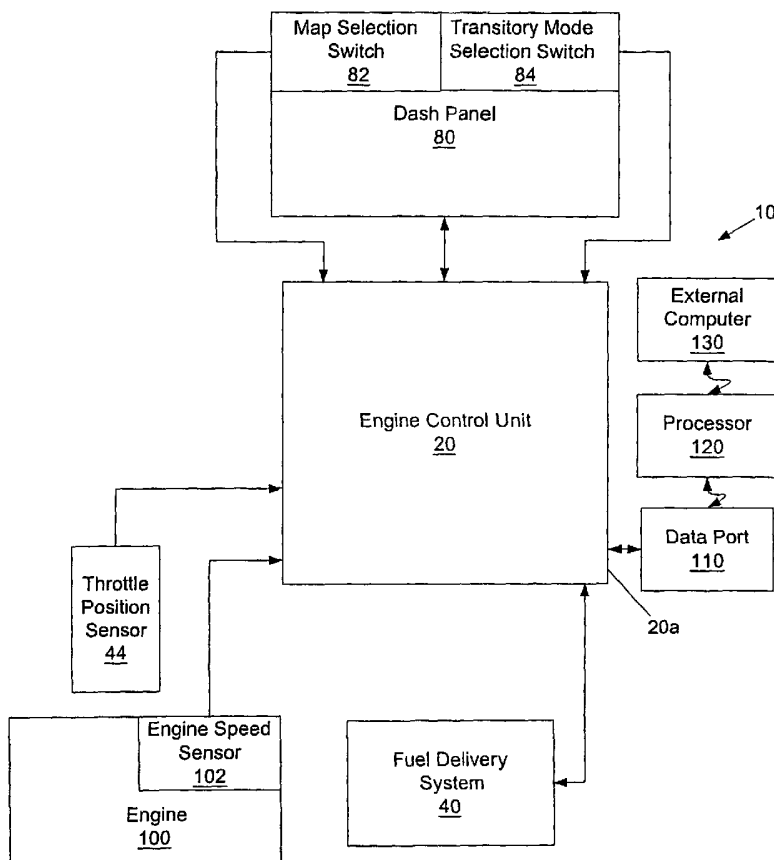 Map Selection
Switch
82
Transitory Mode
Selection Switch
84
Dash Panel
80
10
External
Computer
130
Engine Control Unit
20
Processor
120
Data Port
110
Throttle
Position
Sensor
44
20a
Engine Speed
Sensor
102
Fuel Delivery
System
40
Engine
100